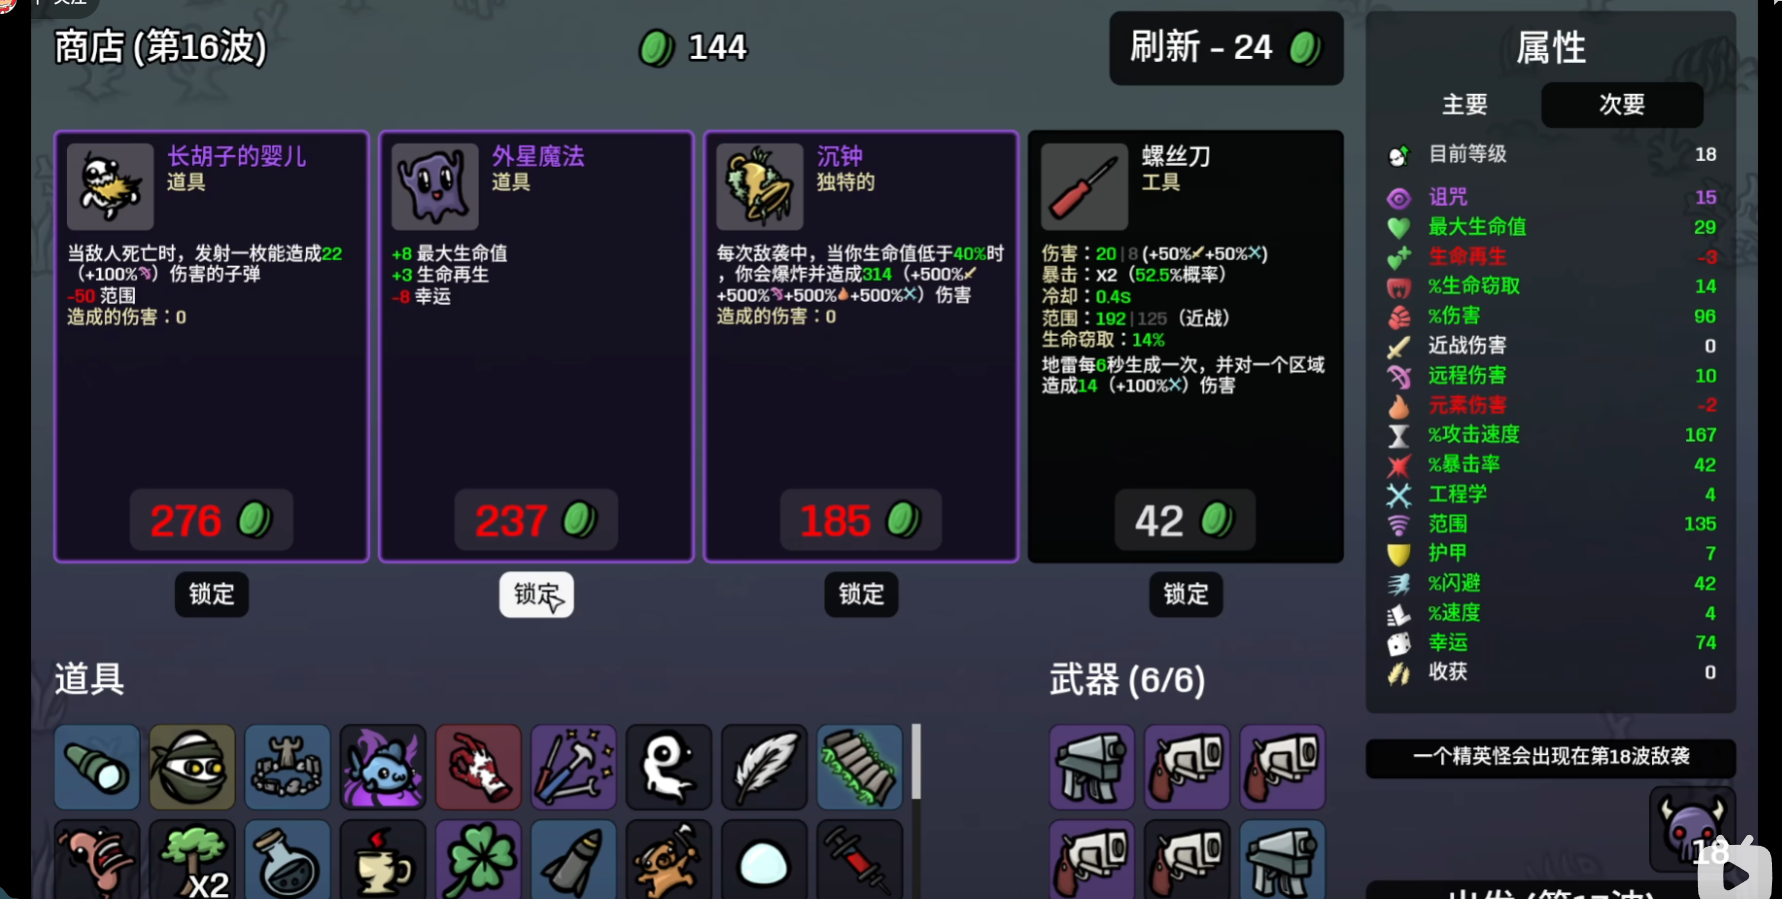 关注
商店 (第16波)
144
刷新 - 24
长胡子的婴儿
道具
当敌人死亡时，发射一枚能造成22
（+100%）伤害的子弹
-50 范围
造成的伤害：0
276
锁定
外星魔法
道具
+8 最大生命值
+3 生命再生
-8 幸运
237
锁定
沉钟
独特的
每次敌袭中，当你生命值低于40%时
，你会爆炸并造成314（+500%
+500%+500%+500%）伤害
造成的伤害：0
185
锁定
螺丝刀
工具
伤害：20|8 (+50%+50%)
暴击：x2（52.5%概率）
冷却：0.4s
范围：192|125（近战）
生命窃取：14%
地雷每6秒生成一次，并对一个区域
造成14（+100%）伤害
42
锁定
道具
X2
武器 (6/6)
属性
主要
次要
目前等级 18
诅咒 15
最大生命值 29
生命再生 -3
%生命窃取 14
%伤害 96
近战伤害 0
远程伤害 10
元素伤害 -2
%攻击速度 167
%暴击率 42
工程学 4
范围 135
护甲 7
%闪避 42
%速度 4
幸运 74
收获 0
一个精英怪会出现在第18波敌袭
18
出发 (第17波)